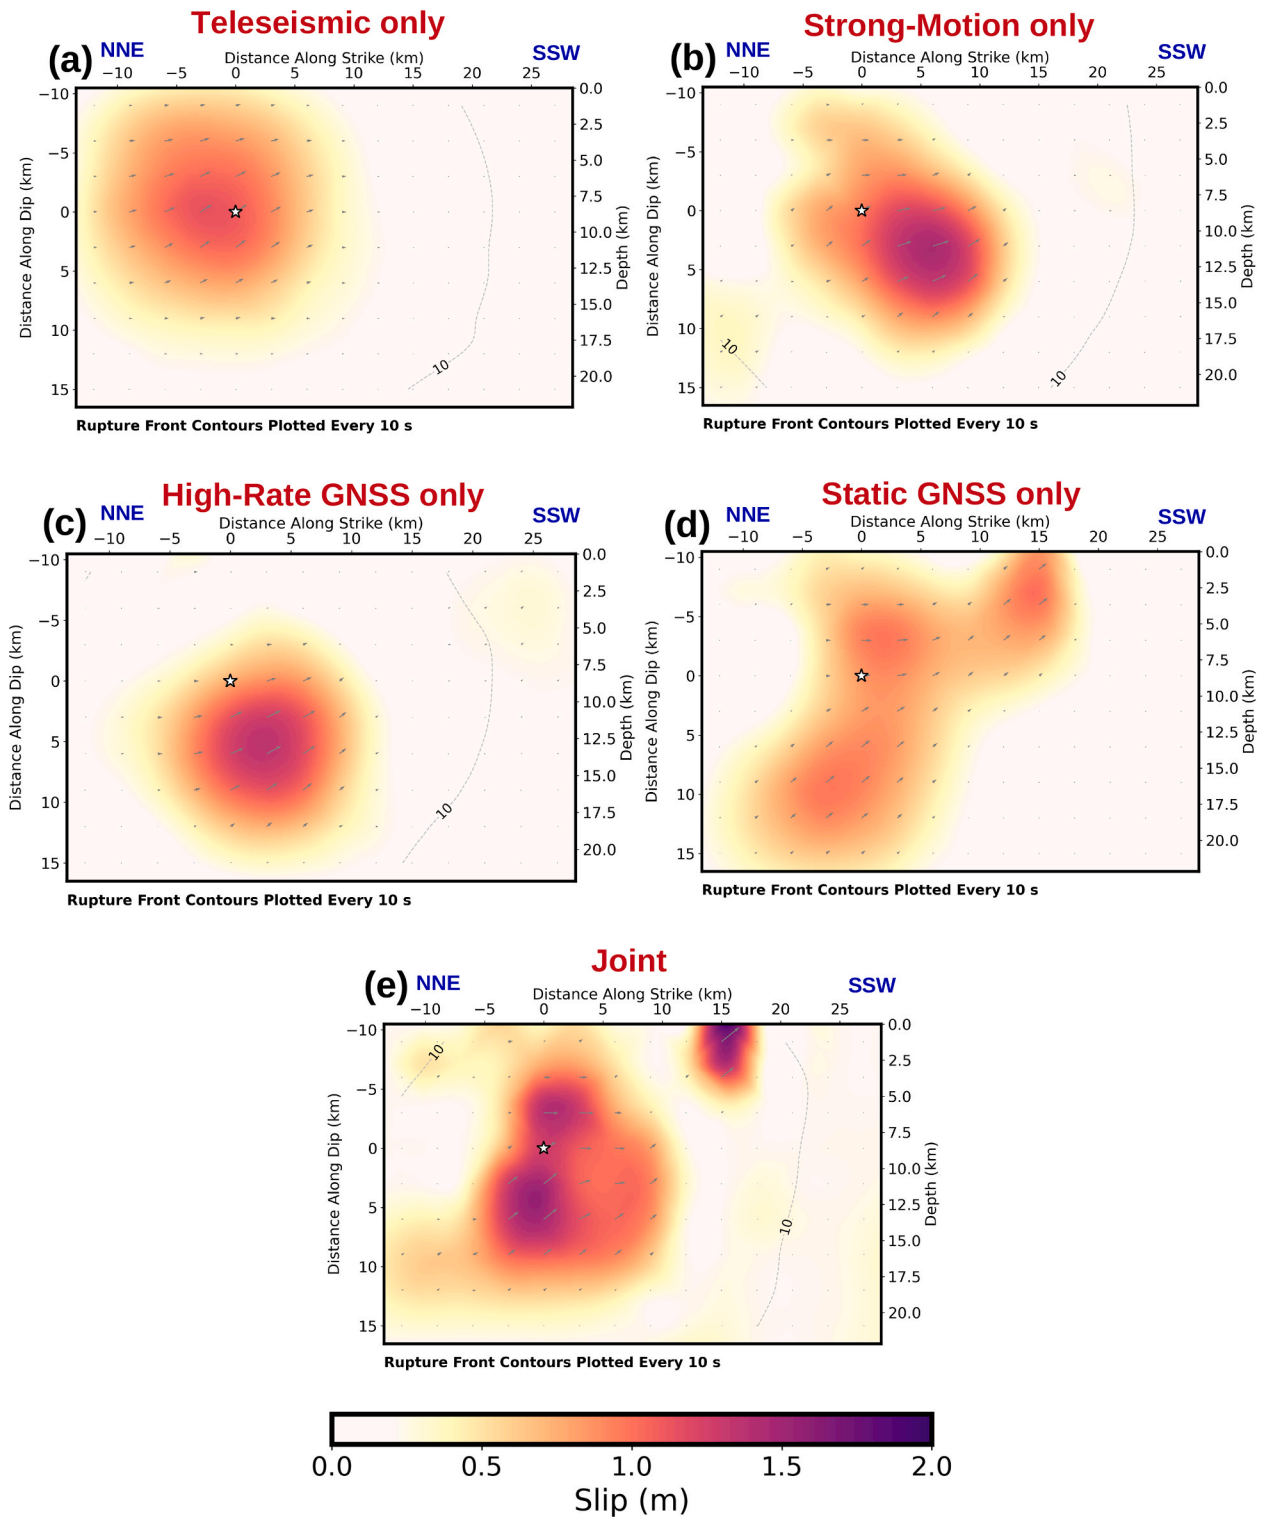 Teleseismic only
(a) NNE Distance Along Strike (km) SSW
−10 −5 0 5 10 15 20 25
Distance Along Dip (km)
−10
−5
0
5
10
15
0.0
2.5
5.0
7.5
10.0
12.5
15.0
17.5
20.0
Depth (km)
10
Rupture Front Contours Plotted Every 10 s
Strong-Motion only
(b) NNE Distance Along Strike (km) SSW
−10 −5 0 5 10 15 20 25
Distance Along Dip (km)
−10
−5
0
5
10
15
0.0
2.5
5.0
7.5
10.0
12.5
15.0
17.5
20.0
Depth (km)
10
10
Rupture Front Contours Plotted Every 10 s
High-Rate GNSS only
(c) NNE Distance Along Strike (km) SSW
−10 −5 0 5 10 15 20 25
Distance Along Dip (km)
−10
−5
0
5
10
15
0.0
2.5
5.0
7.5
10.0
12.5
15.0
17.5
20.0
Depth (km)
10
Rupture Front Contours Plotted Every 10 s
Static GNSS only
(d) NNE Distance Along Strike (km) SSW
−10 −5 0 5 10 15 20 25
Distance Along Dip (km)
−10
−5
0
5
10
15
0.0
2.5
5.0
7.5
10.0
12.5
15.0
17.5
20.0
Depth (km)
Rupture Front Contours Plotted Every 10 s
Joint
(e) NNE Distance Along Strike (km) SSW
−10 −5 0 5 10 15 20 25
Distance Along Dip (km)
−10
−5
0
5
10
15
0.0
2.5
5.0
7.5
10.0
12.5
15.0
17.5
20.0
Depth (km)
10
10
Rupture Front Contours Plotted Every 10 s
0.0 0.5 1.0 1.5 2.0
Slip (m)